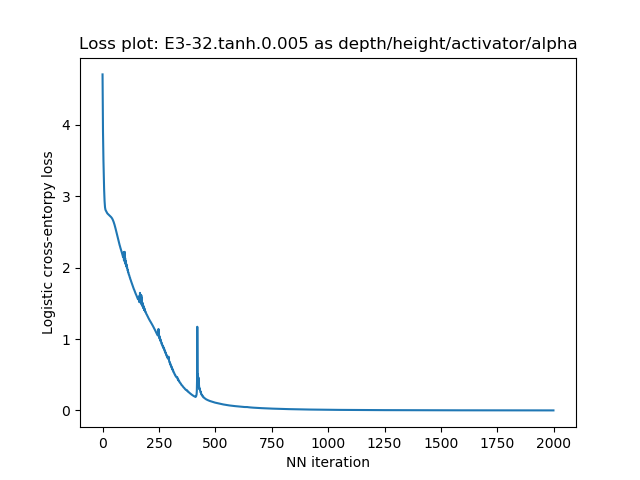 Loss plot: E3-32.tanh.0.005 as depth/height/activator/alpha
4
3
2
1
0
Logistic cross-entorpy loss
0 250 500 750 1000 1250 1500 1750 2000
NN iteration